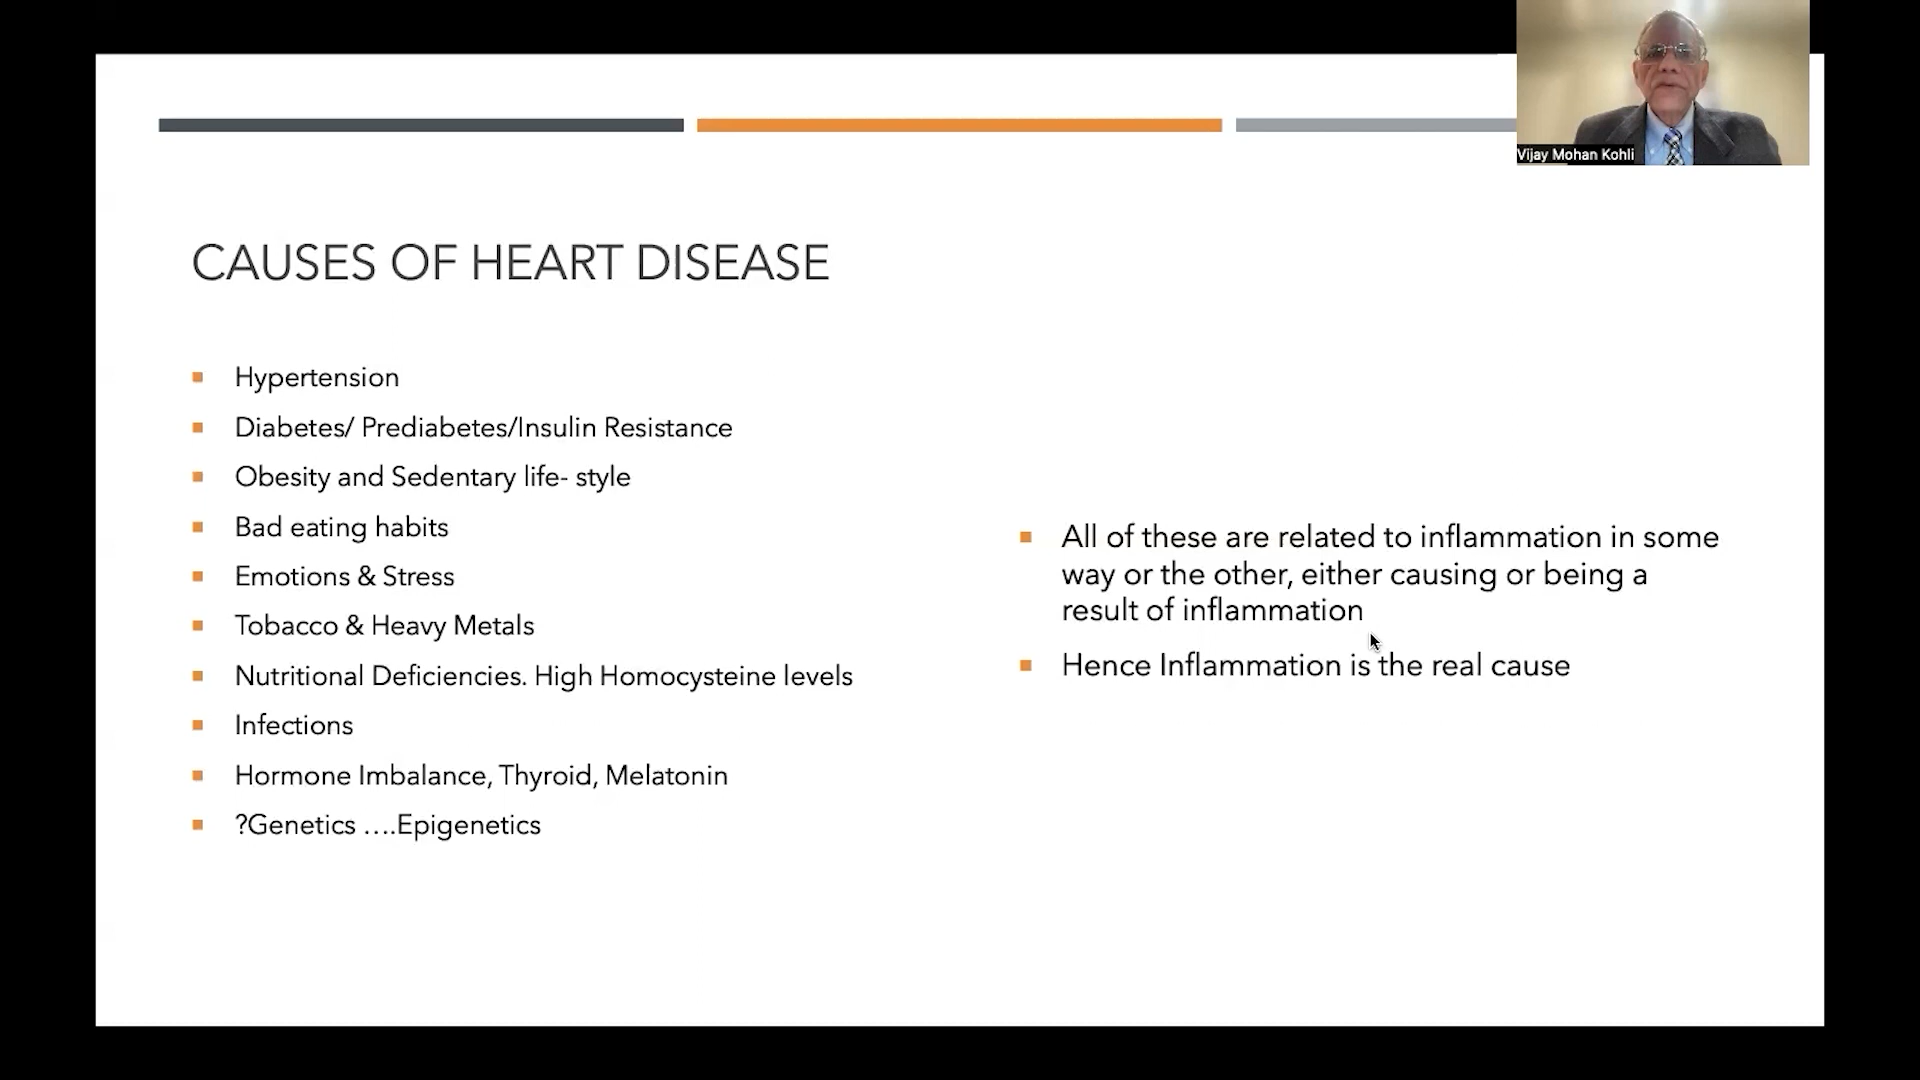 Vijay Mohan Kohli
CAUSES OF HEART DISEASE
Hypertension
Diabetes/ Prediabetes/Insulin Resistance
Obesity and Sedentary life- style
Bad eating habits
Emotions & Stress
Tobacco & Heavy Metals
Nutritional Deficiencies. High Homocysteine levels
Infections
Hormone Imbalance, Thyroid, Melatonin
?Genetics ….Epigenetics
All of these are related to inflammation in some
way or the other, either causing or being a
result of inflammation
Hence Inflammation is the real cause